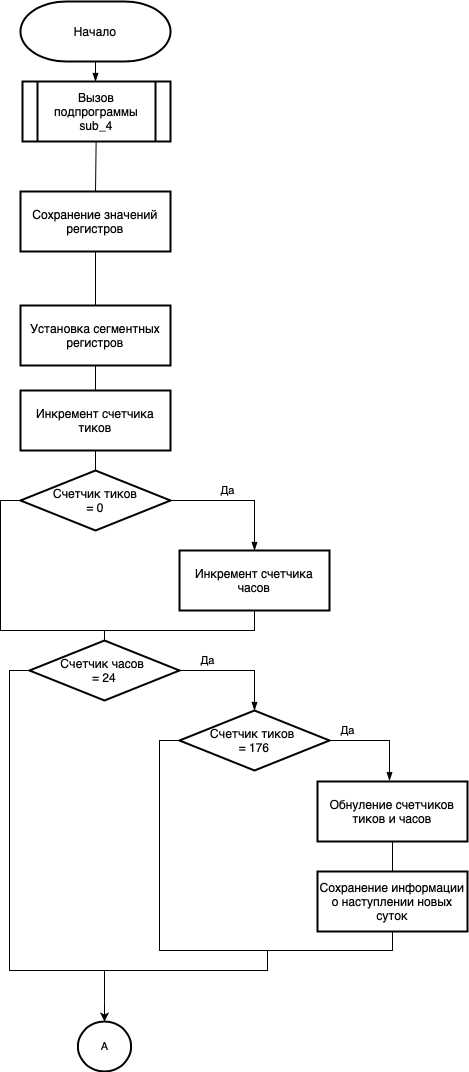 Начало
Вызов
подпрограммы
sub_4
Сохранение значений
регистров
Установка сегментных
регистров
Инкремент счетчика
тиков
Счетчик тиков
= 0
Да
Инкремент счетчика
часов
Счетчик часов
= 24
Да
Счетчик тиков
= 176
Да
Обнуление счетчиков
тиков и часов
Сохранение информации
о наступлении новых
суток
А